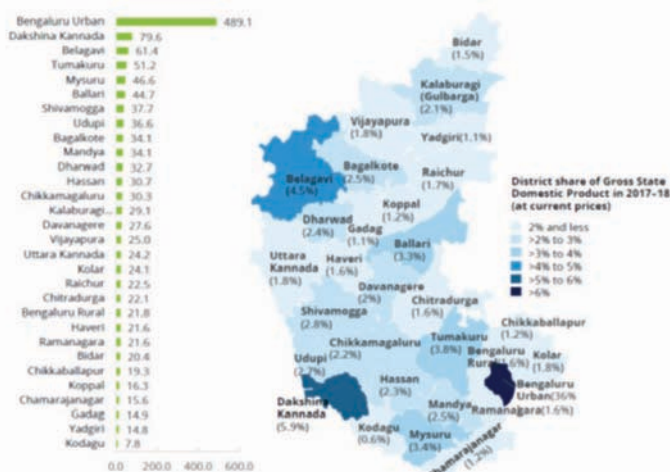 Bengaluru Urban 489.1
Dakshina Kannada 79.6
Belagavi 61.4
Tumakuru 51.2
Mysuru 46.6
Ballari 44.7
Shivamogga 37.7
Udupi 36.6
Bagalkote 34.1
Mandya 34.1
Dharwad 32.7
Hassan 30.7
Chikkamagaluru 30.3
Kalaburagi... 29.1
Davanagere 27.6
Vijayapura 25.0
Uttara Kannada 24.2
Kolar 24.1
Raichur 22.5
Chitradurga 22.1
Bengaluru Rural 21.8
Haveri 21.6
Ramanagara 21.6
Bidar 20.4
Chikkaballapur 19.3
Koppal 16.3
Chamarajanagar 15.6
Gadag 14.9
Yadgiri 14.8
Kodagu 7.8
0.0 200.0 400.0 600.0
Bidar
(1.5%)
Kalaburagi
(Gulbarga)
(2.1%)
Vijayapura
(1.8%)
Yadgiri(1.1%)
Bagalkote
(2.5%)
Raichur
(1.7%)
Belagavi
(4.5%)
Koppal
(1.2%)
Dharwad
(2.4%)
Gadag
(1.1%)
Ballari
(3.3%)
Uttara
Kannada
(1.8%)
Haveri
(1.6%)
Davanagere
(2%)
Chitradurga
(1.6%)
Shivamogga
(2.8%)
Chikkaballapur
(1.2%)
Chikkamagaluru
(2.2%)
Tumakuru
(3.8%)
Bengaluru
Rural(1.6%)
Kolar
(1.8%)
Udupi
(2.7%)
Hassan
(2.3%)
Bengaluru
Urban(36%
Dakshina
Kannada
(5.9%)
Mandya
(2.5%)
Ramanagara(1.6%)
Kodagu
(0.6%)
Mysuru
(3.4%)
Chamarajanagar
(1.2%)
District share of Gross State
Domestic Product in 2017-18
(at current prices)
2% and less
>2% to 3%
>3% to 4%
>4% to 5%
>5% to 6%
>6%